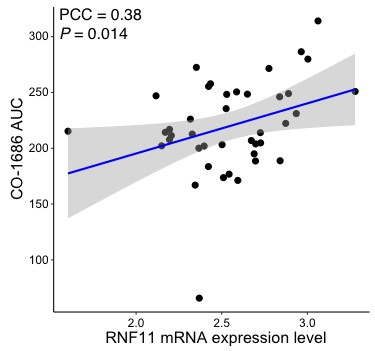 PCC = 0.38
P = 0.014
300
250
200
150
100
CO-1686 AUC
2.0 2.5 3.0
RNF11 mRNA expression level